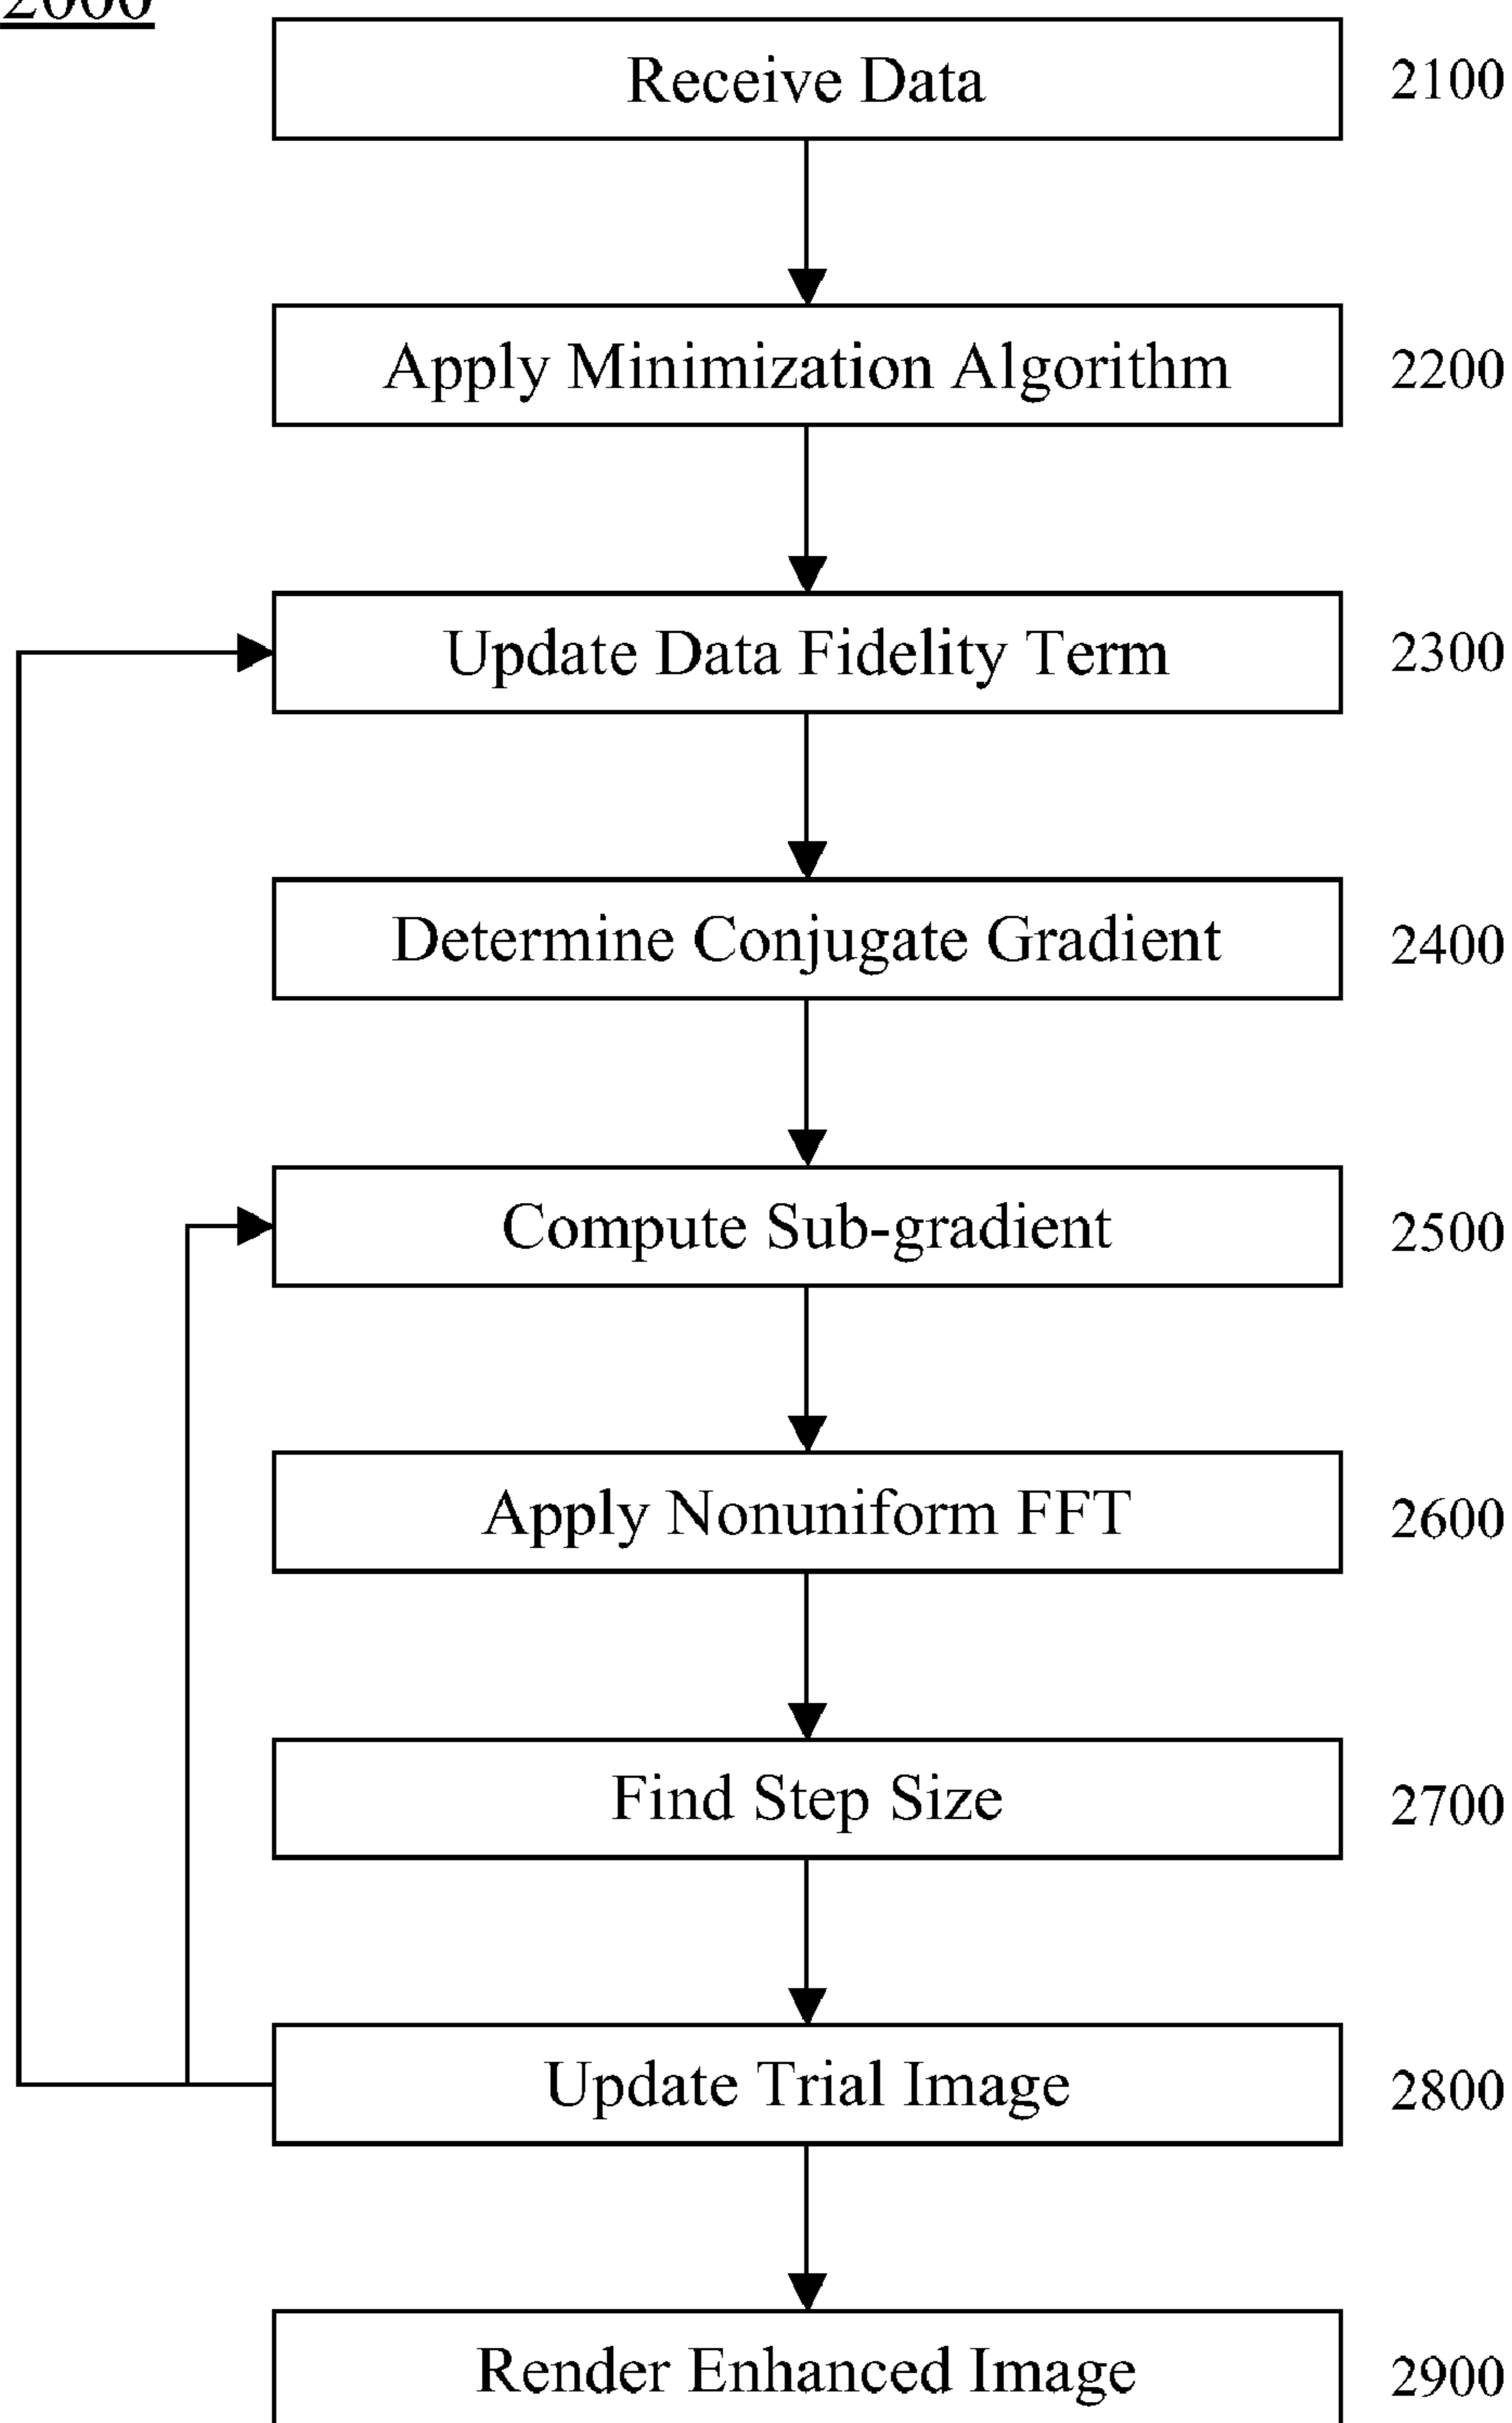 2000
Receive Data 2100
Apply Minimization Algorithm 2200
Update Data Fidelity Term 2300
Determine Conjugate Gradient 2400
Compute Sub-gradient 2500
Apply Nonuniform FFT 2600
Find Step Size 2700
Update Trial Image 2800
Render Enhanced Image 2900